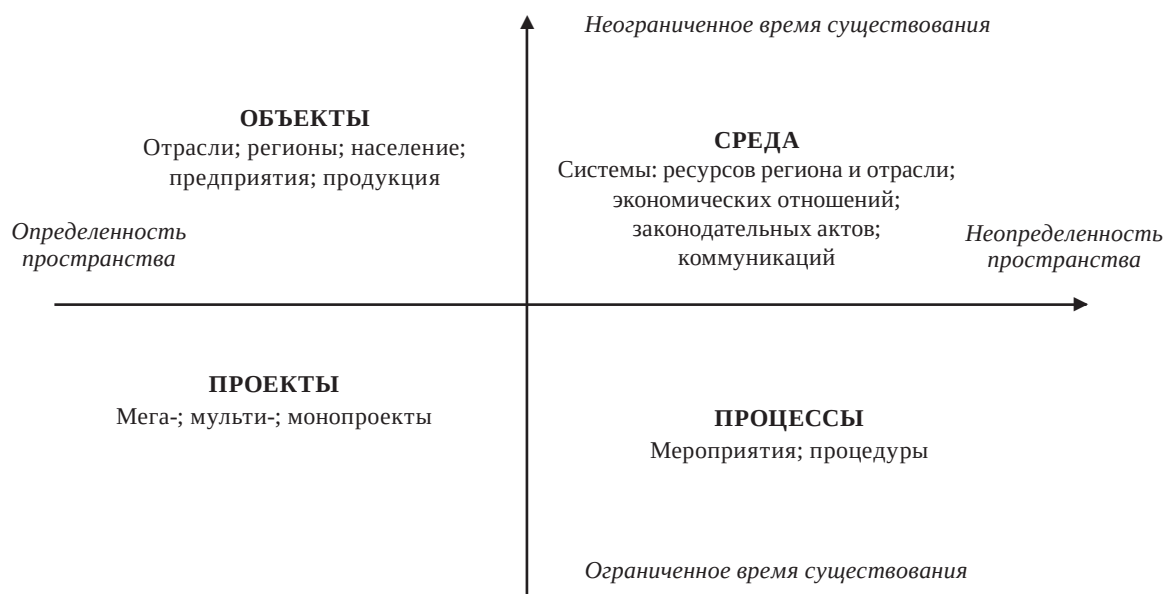 Неограниченное время существования
ОБЪЕКТЫ
Отрасли; регионы; население;
предприятия; продукция
СРЕДА
Системы: ресурсов региона и отрасли;
экономических отношений;
законодательных актов;
коммуникаций
Определенность
пространства
Неопределенность
пространства
ПРОЕКТЫ
Мега-; мульти-; монопроекты
ПРОЦЕССЫ
Мероприятия; процедуры
Ограниченное время существования